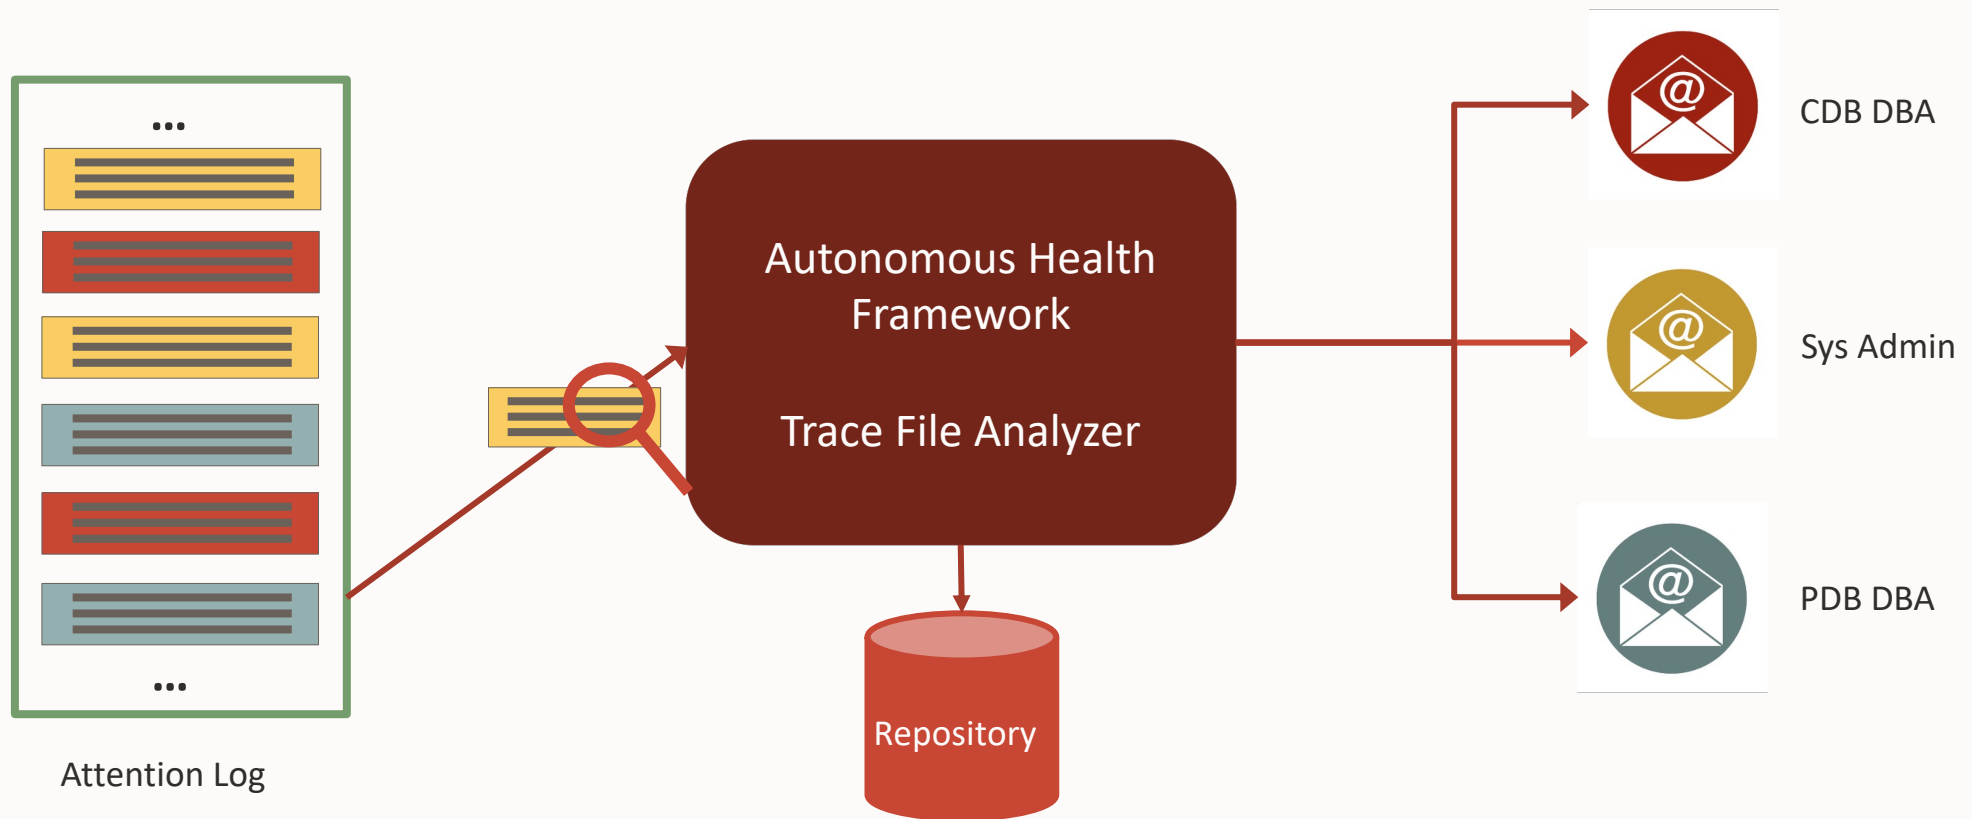 ...
...
Attention Log
Autonomous Health
Framework
Trace File Analyzer
Repository
@
CDB DBA
@
Sys Admin
@
PDB DBA